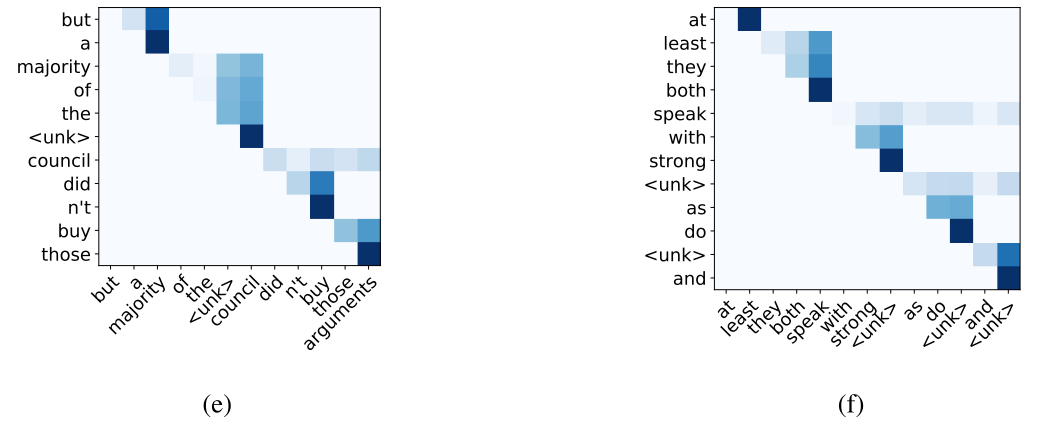 but
a
majority
of
the
<unk>
council
did
n't
buy
those
but
a
majority
of
the
<unk>
council
did
n't
buy
those
arguments
(e)
at
least
they
both
speak
with
strong
<unk>
as
do
<unk>
and
at
least
they
both
speak
with
strong
<unk>
as
do
<unk>
and
<unk>
(f)